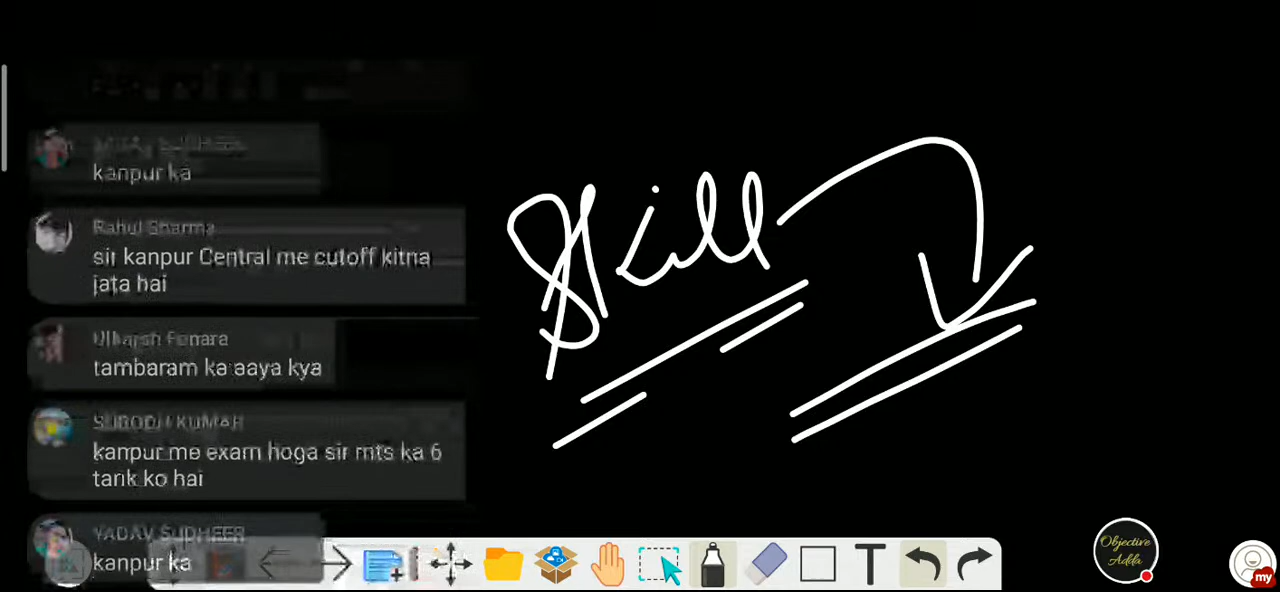 kanpur ka
Rahul Sharma
sir kanpur Central me cutoff kitna
jata hai
tambaram ka aaya kya
SUBODH KUMAR
kanpur me exam hoga sir mts ka 6
tarik ko hai
YADAV SUDHEER
kanpur ka
Skill
T
Objective
Adda
my